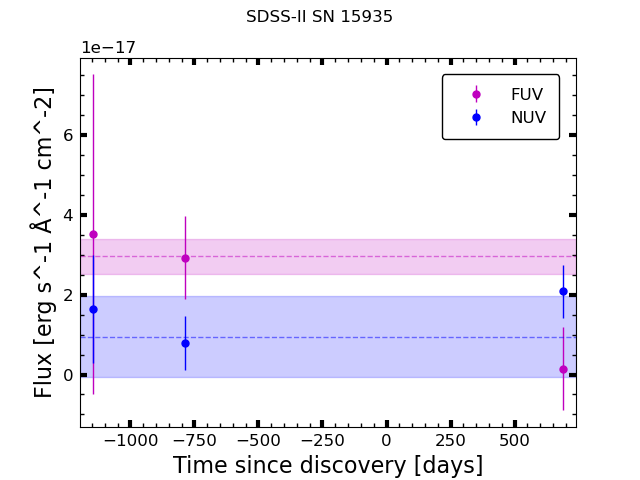 SDSS-II SN 15935
1e−17
Flux [erg s^-1 Å^-1 cm^-2]
6
4
2
0
FUV
NUV
−1000 −750 −500 −250 0 250 500
Time since discovery [days]